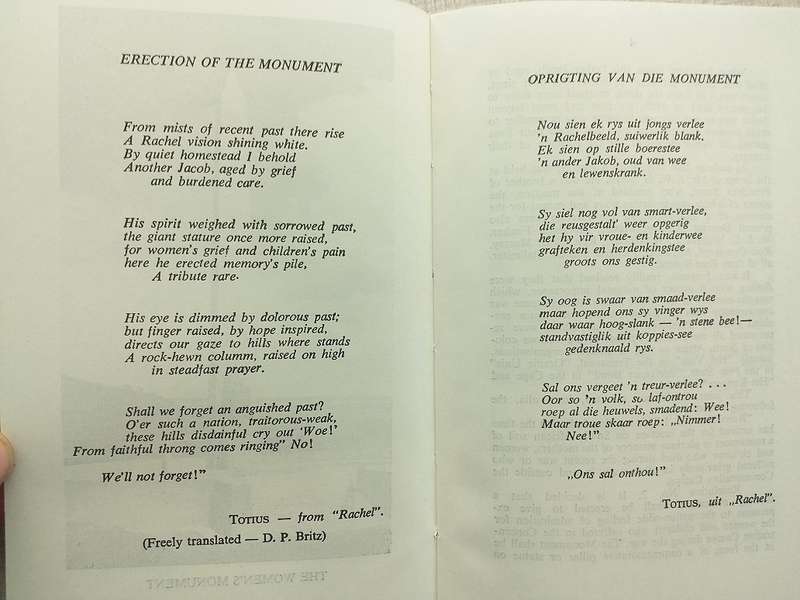 ERECTION OF THE MONUMENT
From mists of recent past there rise
A Rachel vision shining white.
By quiet homestead I behold
Another Jacob, aged by grief
and burdened care.
His spirit weighed with sorrowed past,
the giant stature once more raised,
for women's grief and children's pain
here he erected memory's pile,
A tribute rare.
His eye is dimmed by dolorous past;
but finger raised, by hope inspired,
directs our gaze to hills where stands
A rock-hewn columm, raised on high
in steadfast prayer.
Shall we forget an anguished past?
O'er such a nation, traitorous-weak,
these hills disdainful cry out 'Woe!'
From faithful throng comes ringing" No!
We'll not forget!"
TOTIUS — from "Rachel".
(Freely translated — D. P. Britz)
THE WOMEN'S MONUMENT
OPRIGTING VAN DIE MONUMENT
Nou sien ek rys uit jongs verlee
'n Rachelbeeld, suiwerlik blank.
Ek sien op stille boerestee
'n ander Jakob, oud van wee
en lewenskrank.
Sy siel nog vol van smart-verlee,
die reusgestalt' weer opgerig
het hy vir vroue- en kinderwee
grafteken en herdenkingstee
groots ons gestig.
Sy oog is swaar van smaad-verlee
maar hopend ons sy vinger wys
daar waar hoog-slank — 'n stene bee!—
standvastiglik uit koppies-see
gedenknaald rys.
Sal ons vergeet 'n treur-verlee? . . .
Oor so 'n volk, so laf-ontrou
roep al die heuwels, smadend: Wee!
Maar troue skaar roep: „Nimmer!
Nee!"
„Ons sal onthou!"
TOTIUS, uit „Rachel".